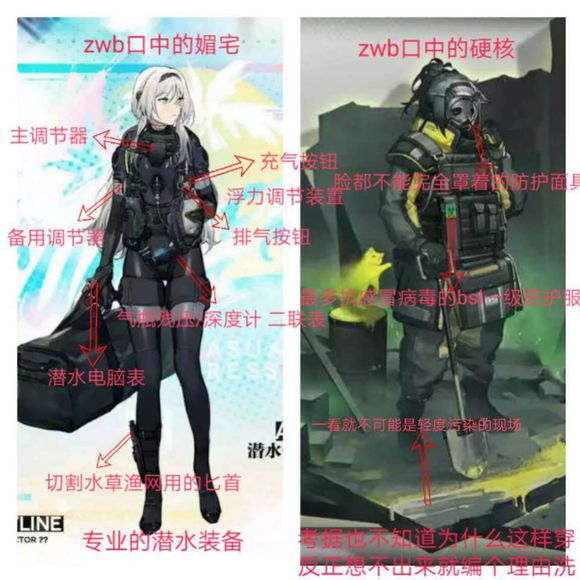 zwb口中的媚宅
主调节器
充气按钮
浮力调节装置
备用调节器
排气按钮
气瓶残压/深度计 二联表
潜水电脑表
潜水
切割水草渔网用的匕首
LINE
CTOR ??
专业的潜水装备
zwb口中的硬核
脸都不能完全罩着的防护面具
最多抗感冒病毒的bsl一级防护服
一看就不可能是轻度污染的现场
考据也不知道为什么这样穿
反正想不出来就编个理由洗